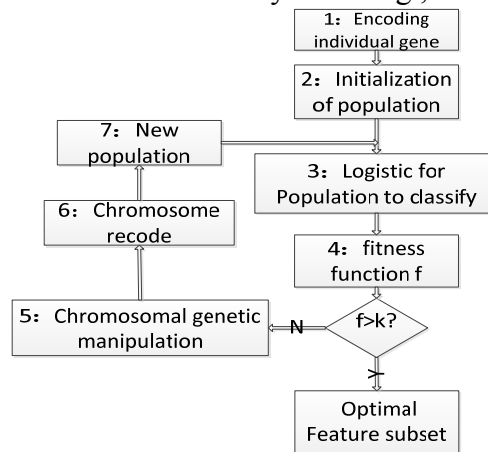 1：Encoding
individual gene
2：Initialization
of population
7：New
population
3：Logistic for
Population to classify
6：Chromosome
recode
4：fitness
function f
5：Chromosomal genetic
manipulation
N
f>k?
Y
Optimal
Feature subset